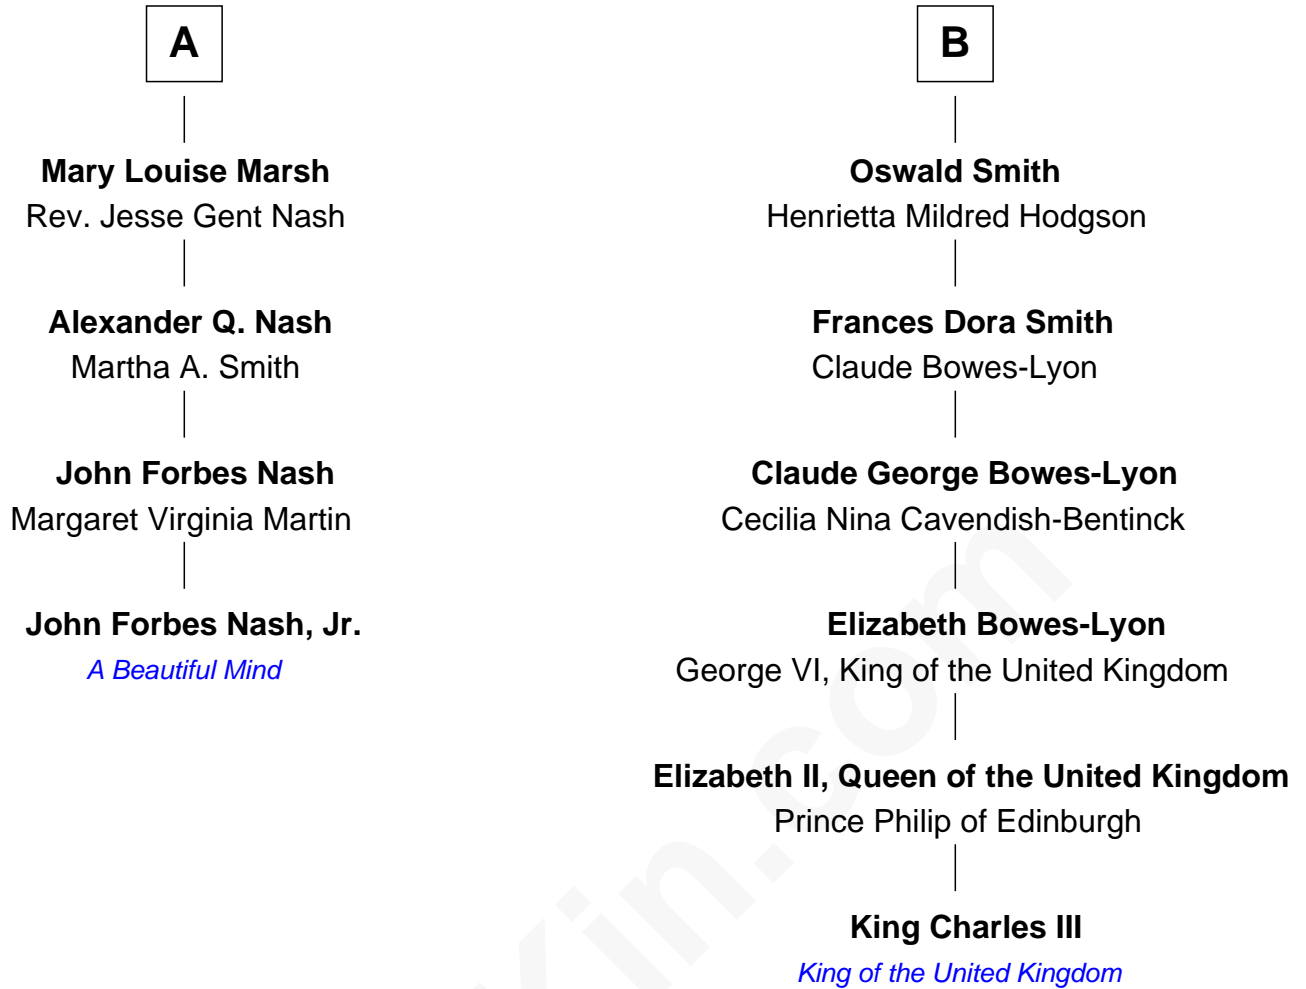 A
Mary Louise Marsh
Rev. Jesse Gent Nash
Alexander Q. Nash
Martha A. Smith
John Forbes Nash
Margaret Virginia Martin
John Forbes Nash, Jr.
A Beautiful Mind
B
Oswald Smith
Henrietta Mildred Hodgson
Frances Dora Smith
Claude Bowes-Lyon
Claude George Bowes-Lyon
Cecilia Nina Cavendish-Bentinck
Elizabeth Bowes-Lyon
George VI, King of the United Kingdom
Elizabeth II, Queen of the United Kingdom
Prince Philip of Edinburgh
King Charles III
King of the United Kingdom
Kin.com